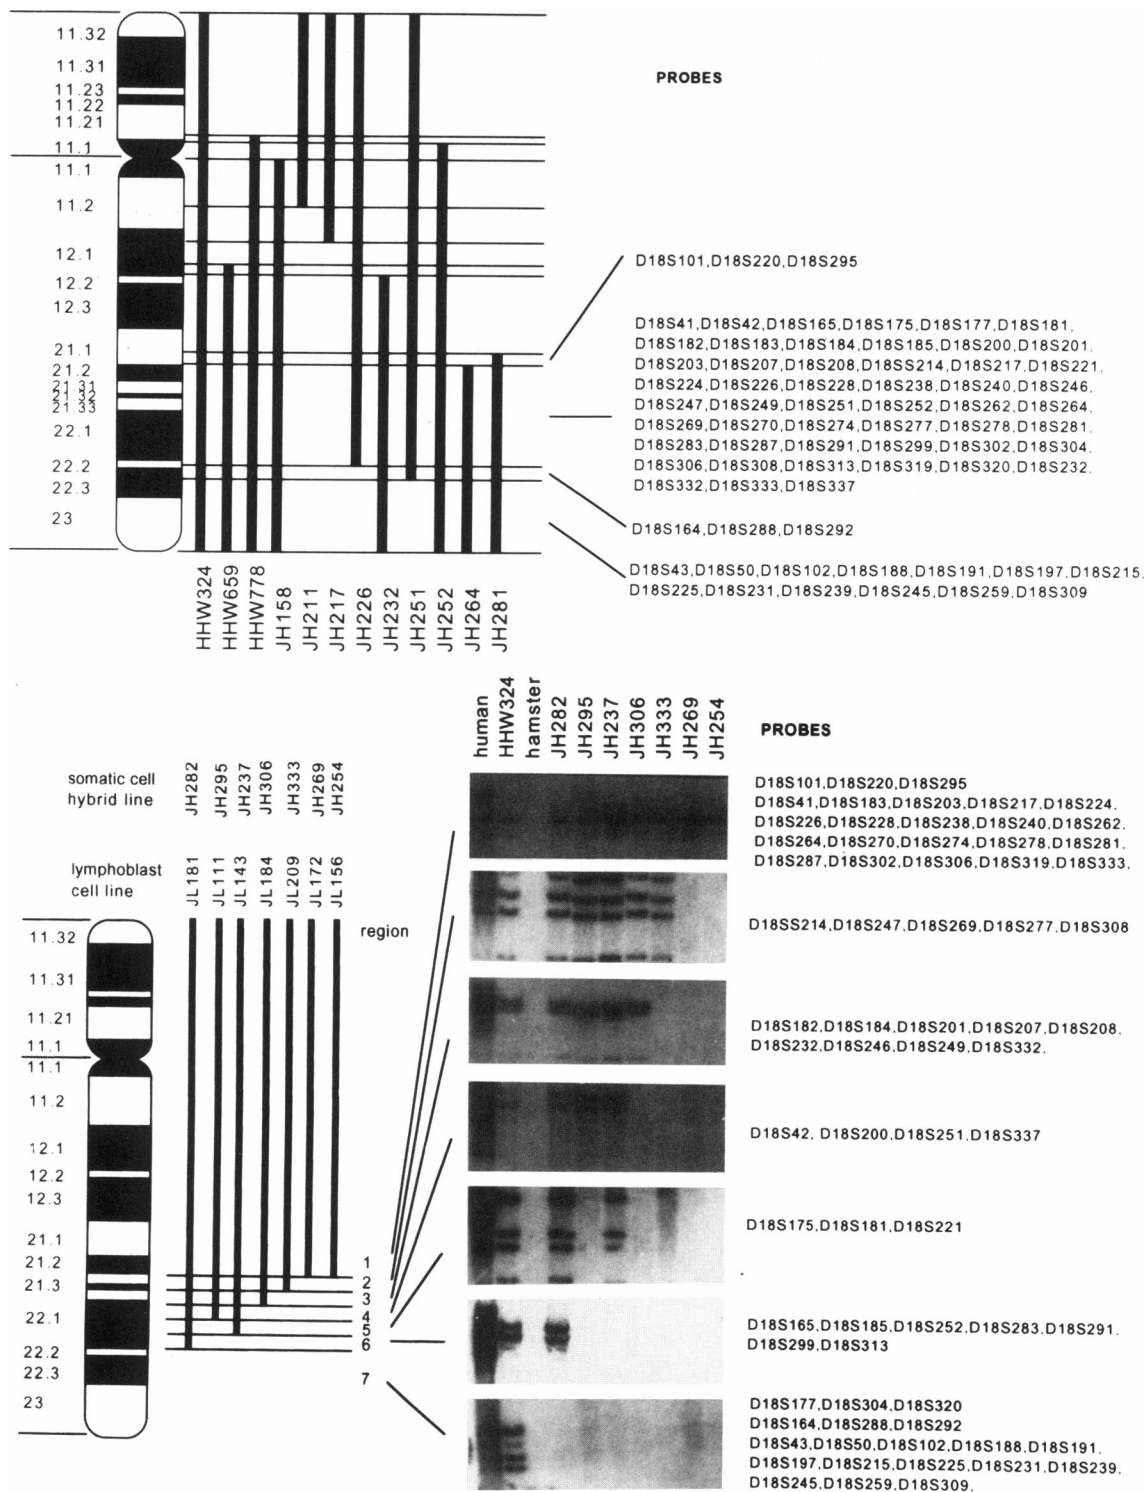 PROBES
11.32
11.31
11.23
11.22
11.21
11.1
11.1
11.2
12.1
12.2
12.3
21.1
21.2
21.31
21.32
21.33
22.1
22.2
22.3
23
D18S101,D18S220,D18S295
D18S41,D18S42,D18S165,D18S175,D18S177,D18S181,
D18S182,D18S183,D18S184,D18S185,D18S200,D18S201,
D18S203,D18S207,D18S208,D18SS214,D18S217,D18S221,
D18S224,D18S226,D18S228,D18S238,D18S240,D18S246,
D18S247,D18S249,D18S251,D18S252,D18S262,D18S264,
D18S269,D18S270,D18S274,D18S277,D18S278,D18S281,
D18S283,D18S287,D18S291,D18S299,D18S302,D18S304,
D18S306,D18S308,D18S313,D18S319,D18S320,D18S232,
D18S332,D18S333,D18S337
D18S164,D18S288,D18S292
D18S43,D18S50,D18S102,D18S188,D18S191,D18S197,D18S215,
D18S225,D18S231,D18S239,D18S245,D18S259,D18S309
HHW324
HHW659
HHW778
JH158
JH211
JH217
JH226
JH232
JH251
JH252
JH264
JH281
somatic cell
hybrid line
JH282
JH295
JH237
JH306
JH333
JH269
JH254
lymphoblast
cell line
JL181
JL111
JL143
JL184
JL209
JL172
JL156
region
11.32
11.31
11.21
11.1
11.1
11.2
12.1
12.2
12.3
21.1
21.2
21.3
22.1
22.2
22.3
23
1
2
3
4
5
6
7
human
HHW324
hamster
JH282
JH295
JH237
JH306
JH333
JH269
JH254
PROBES
D18S101,D18S220,D18S295
D18S41,D18S183,D18S203,D18S217.D18S224.
D18S226,D18S228,D18S238,D18S240,D18S262.
D18S264,D18S270,D18S274,D18S278,D18S281.
D18S287,D18S302,D18S306,D18S319.D18S333,
D18SS214,D18S247.D18S269,D18S277.D18S308
D18S182,D18S184,D18S201,D18S207,D18S208.
D18S232,D18S246,D18S249,D18S332.
D18S42, D18S200,D18S251.D18S337
D18S175,D18S181,D18S221
D18S165,D18S185,D18S252,D18S283.D18S291.
D18S299,D18S313
D18S177,D18S304,D18S320
D18S164,D18S288,D18S292
D18S43,D18S50,D18S102,D18S188,D18S191.
D18S197,D18S215,D18S225,D18S231,D18S239.
D18S245,D18S259,D18S309.